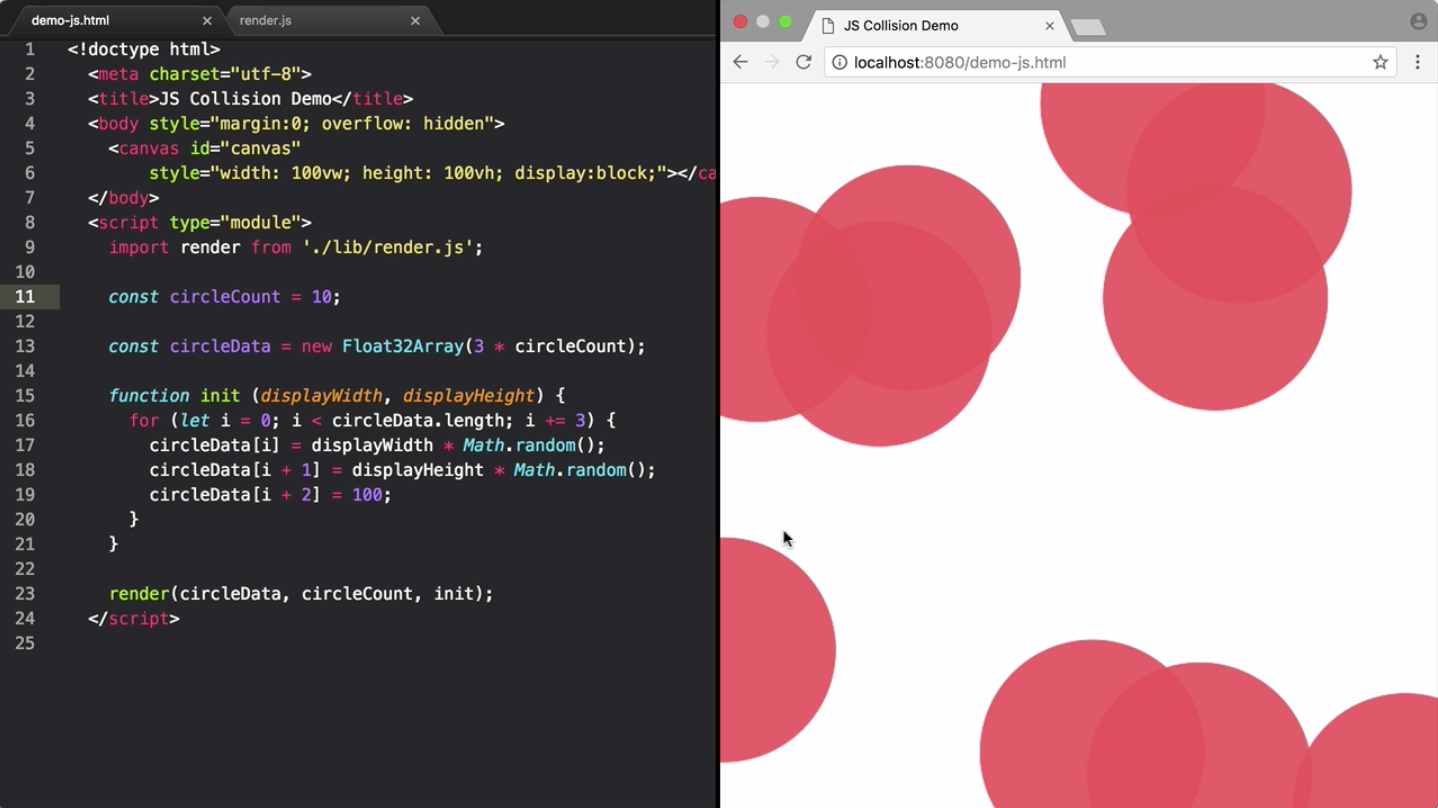 demo-js.html
render.js
1 <!doctype html>
2 <meta charset="utf-8">
3 <title>JS Collision Demo</title>
4 <body style="margin:0; overflow: hidden">
5 <canvas id="canvas"
6 style="width: 100vw; height: 100vh; display:block;"></ca
7 </body>
8 <script type="module">
9 import render from './lib/render.js';
10
11 const circleCount = 10;
12
13 const circleData = new Float32Array(3 * circleCount);
14
15 function init (displayWidth, displayHeight) {
16 for (let i = 0; i < circleData.length; i += 3) {
17 circleData[i] = displayWidth * Math.random();
18 circleData[i + 1] = displayHeight * Math.random();
19 circleData[i + 2] = 100;
20 }
21 }
22
23 render(circleData, circleCount, init);
24 </script>
25
JS Collision Demo
localhost:8080/demo-js.html